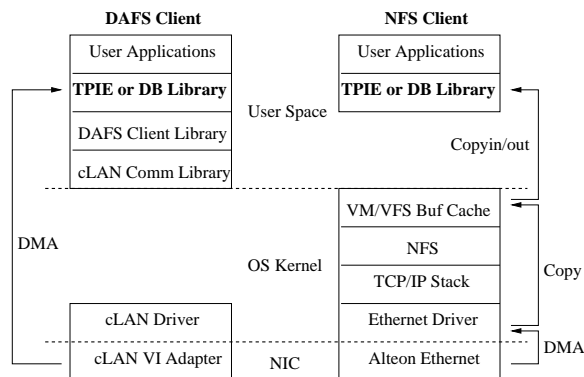 DAFS Client
NFS Client
User Applications
User Applications
TPIE or DB Library
TPIE or DB Library
User Space
DAFS Client Library
Copyin/out
cLAN Comm Library
VM/VFS Buf Cache
DMA
NFS
OS Kernel
Copy
TCP/IP Stack
cLAN Driver
Ethernet Driver
DMA
cLAN VI Adapter
NIC
Alteon Ethernet